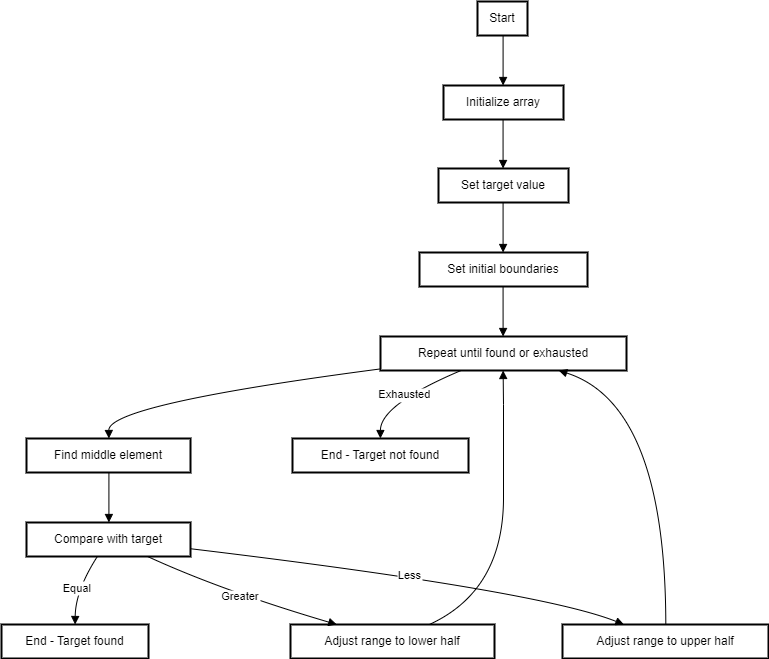 Start
Initialize array
Set target value
Set initial boundaries
Repeat until found or exhausted
Exhausted
Find middle element
End - Target not found
Compare with target
Less
Equal
Greater
End - Target found
Adjust range to lower half
Adjust range to upper half